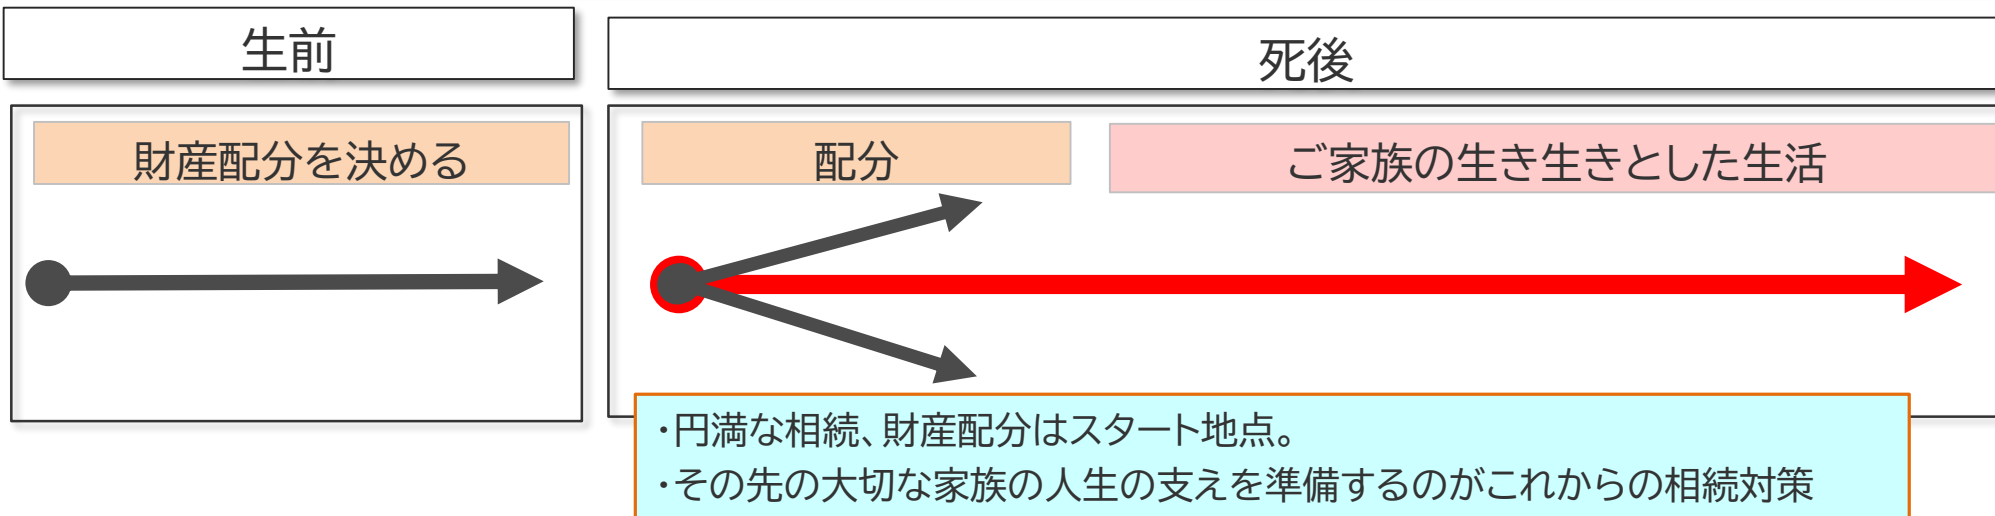 生前
死後
財産配分を決める
配分
ご家族の生き生きとした生活
・円満な相続、財産配分はスタート地点。
・その先の大切な家族の人生の支えを準備するのがこれからの相続対策